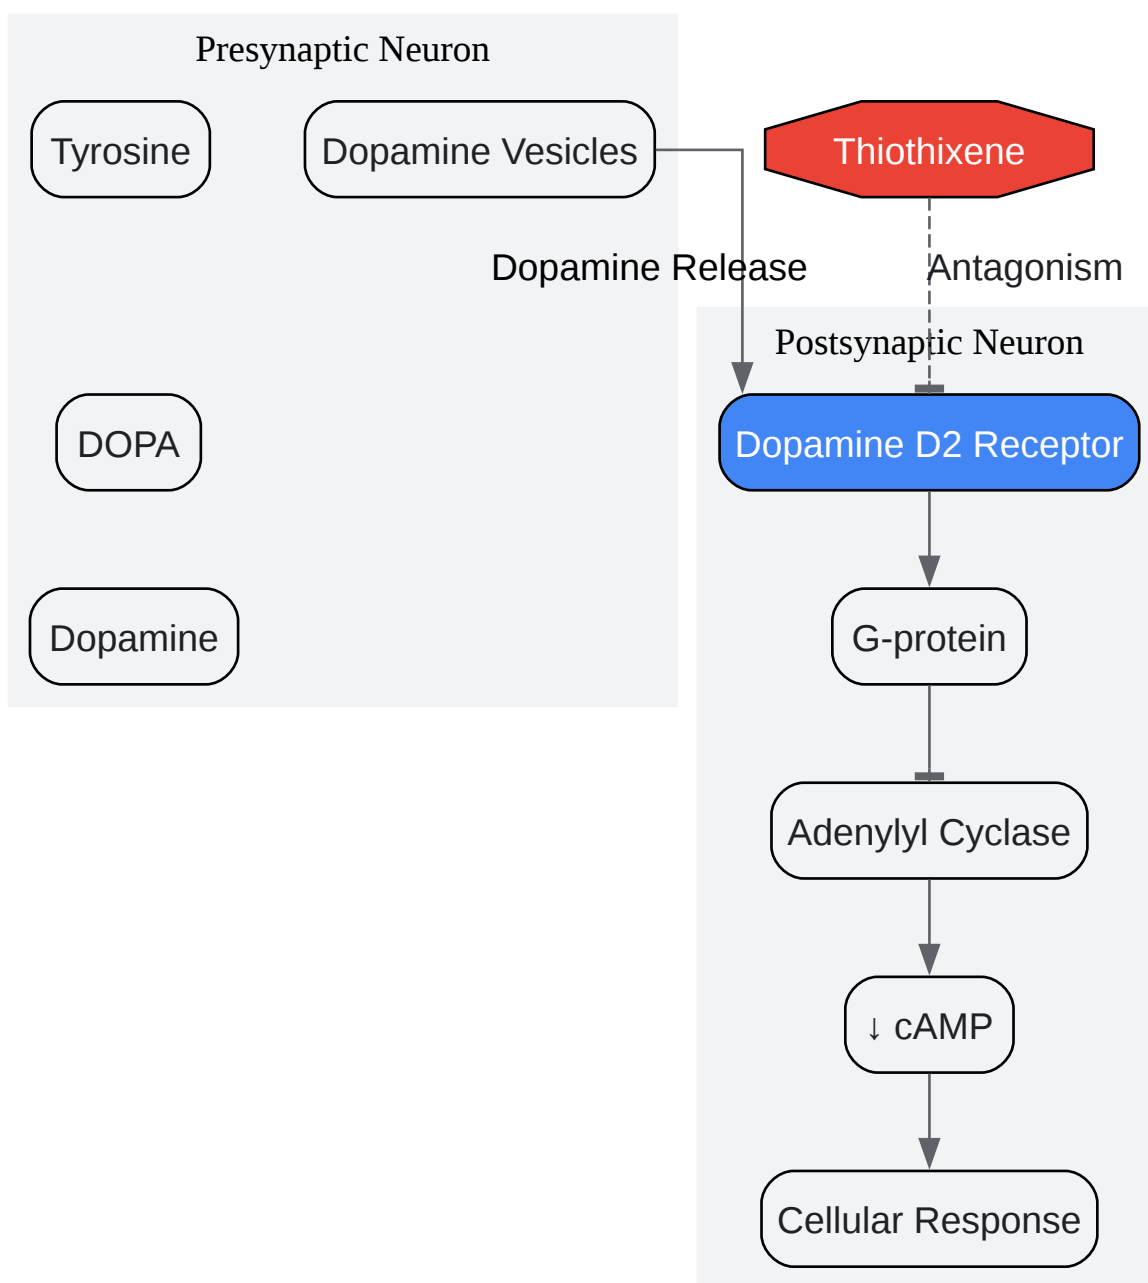 Presynaptic Neuron
Tyrosine
Dopamine Vesicles
Thiothixene
Dopamine Release
Antagonism
Postsynaptic Neuron
DOPA
Dopamine D2 Receptor
Dopamine
G-protein
Adenylyl Cyclase
↓ cAMP
Cellular Response